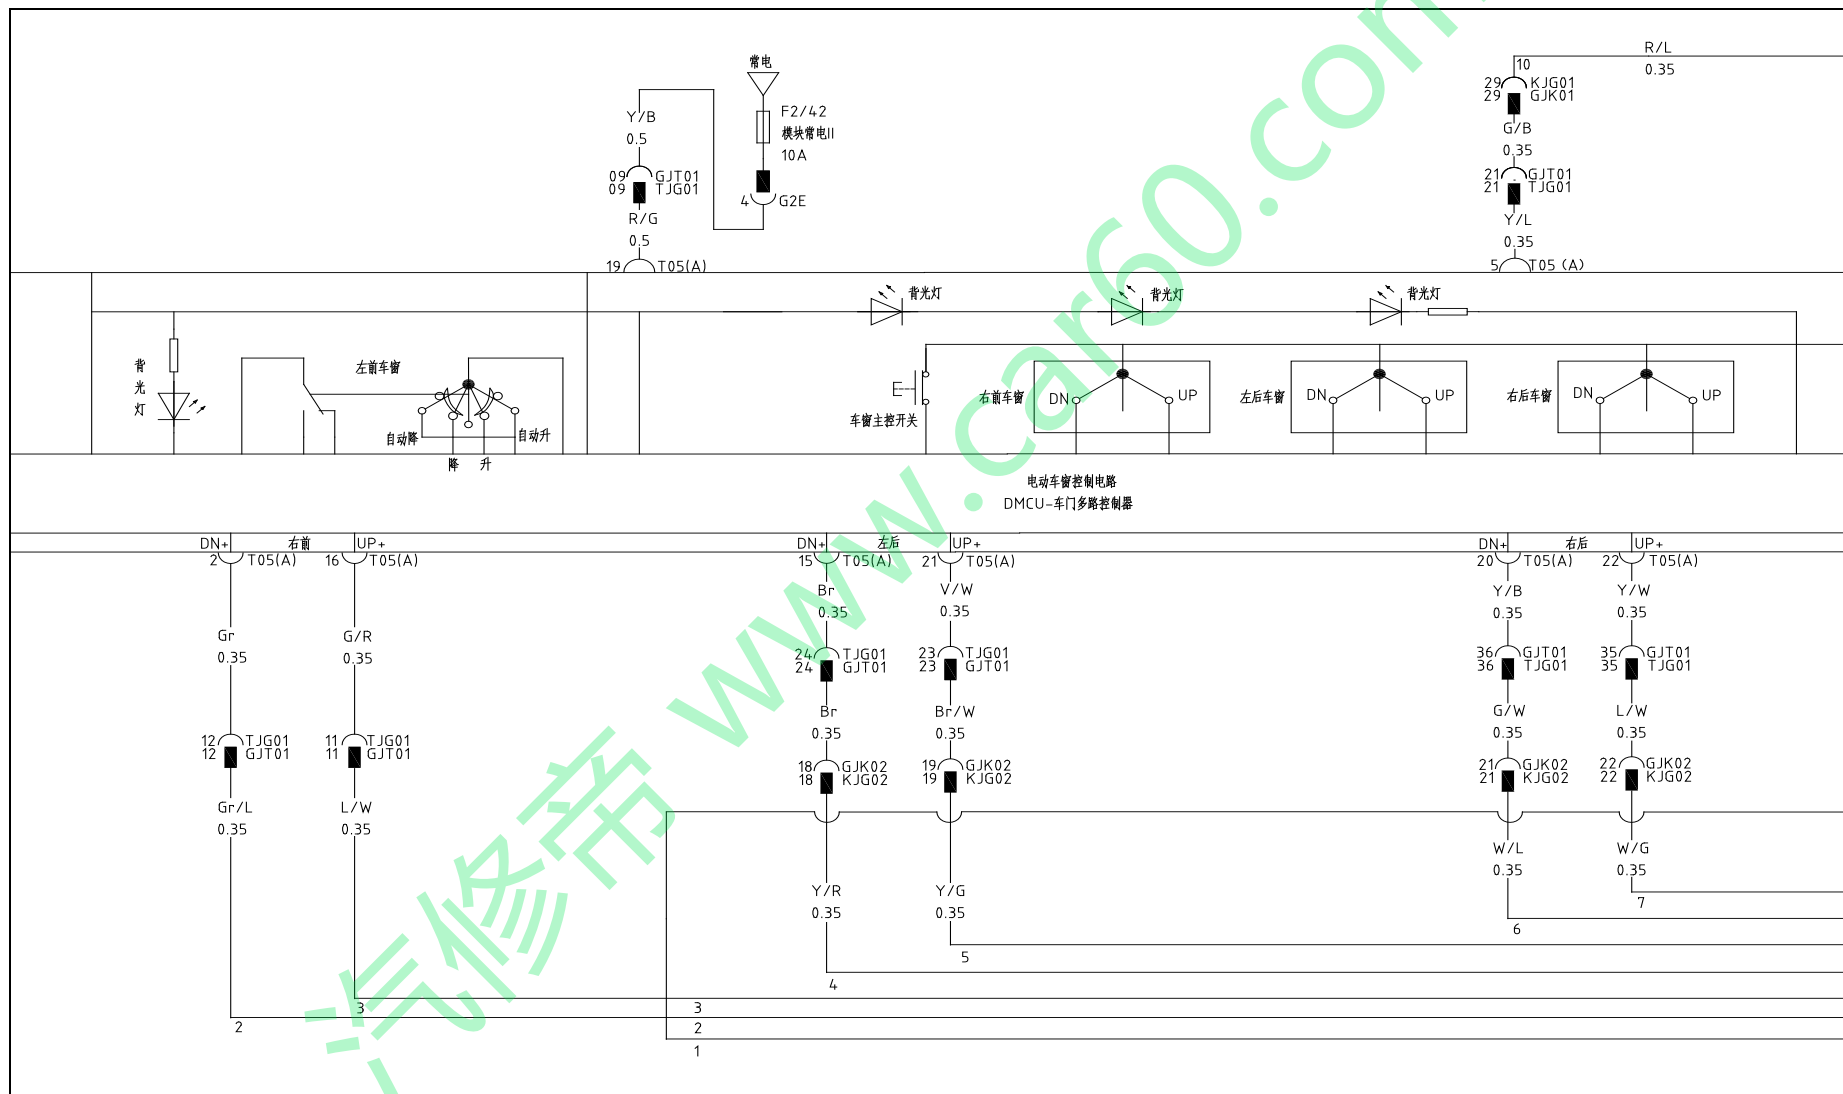 常电
F2/42
模块常电II
10A
4 G2E
Y/B
0.5
09 GJT01
09 TJG01
R/G
0.5
19 T05(A)
R/L
0.35
10
29 KJG01
29 GJK01
G/B
0.35
21 GJT01
21 TJG01
Y/L
0.35
5 T05 (A)
背光灯
背光灯
背光灯
背
光
灯
左前车窗
自动降
自动升
降 升
车窗主控开关
右前车窗
DN UP
左后车窗
DN UP
右后车窗
DN UP
电动车窗控制电路
DMCU-车门多路控制器
DN+ 右前 UP+
2 T05(A) 16 T05(A)
Gr G/R
0.35 0.35
12 TJG01 11 TJG01
12 GJT01 11 GJT01
Gr/L L/W
0.35 0.35
DN+ 左后 UP+
15 T05(A) 21 T05(A)
Br V/W
0.35 0.35
24 TJG01 23 TJG01
24 GJT01 23 GJT01
Br Br/W
0.35 0.35
18 GJK02 19 GJK02
18 KJG02 19 KJG02
Y/R Y/G
0.35 0.35
DN+ 右后 UP+
20 T05(A) 22 T05(A)
Y/B Y/W
0.35 0.35
36 GJT01 35 GJT01
36 TJG01 35 TJG01
G/W L/W
0.35 0.35
21 GJK02 22 GJK02
21 KJG02 22 KJG02
W/L W/G
0.35 0.35
7
6
5
4
3 3
2 2
1
汽修帝 www.car60.com